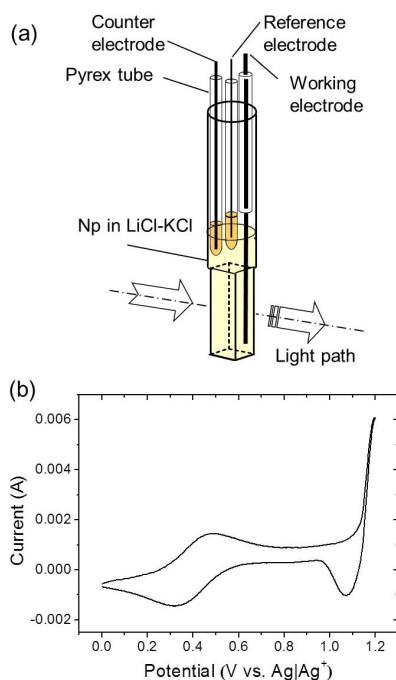 (a)
Counter
electrode
Reference
electrode
Pyrex tube
Working
electrode
Np in LiCl-KCl
Light path
(b)
0.006
0.004
0.002
0.000
-0.002
Current (A)
0.0 0.2 0.4 0.6 0.8 1.0 1.2
Potential (V vs. Ag|Ag⁺)